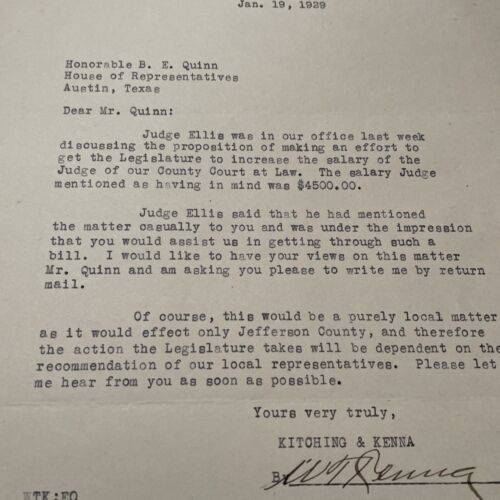 Jan. 19, 1929
Honorable B. E. Quinn
House of Representatives
Austin, Texas
Dear Mr. Quinn:
Judge Ellis was in our office last week
discussing the proposition of making an effort to
get the Legislature to increase the salary of the
Judge of our County Court at Law. The salary Judge
mentioned as having in mind was $4500.00.
Judge Ellis said that he had mentioned
the matter casually to you and was under the impression
that you would assist us in getting through such a
bill. I would like to have your views on this matter
Mr. Quinn and am asking you please to write me by return
mail.
Of course, this would be a purely local matter
as it would effect only Jefferson County, and therefore
the action the Legislature takes will be dependent on the
recommendation of our local representatives. Please let
me hear from you as soon as possible.
Yours very truly,
KITCHING & KENNA
By W T Kenna
WTK:EO